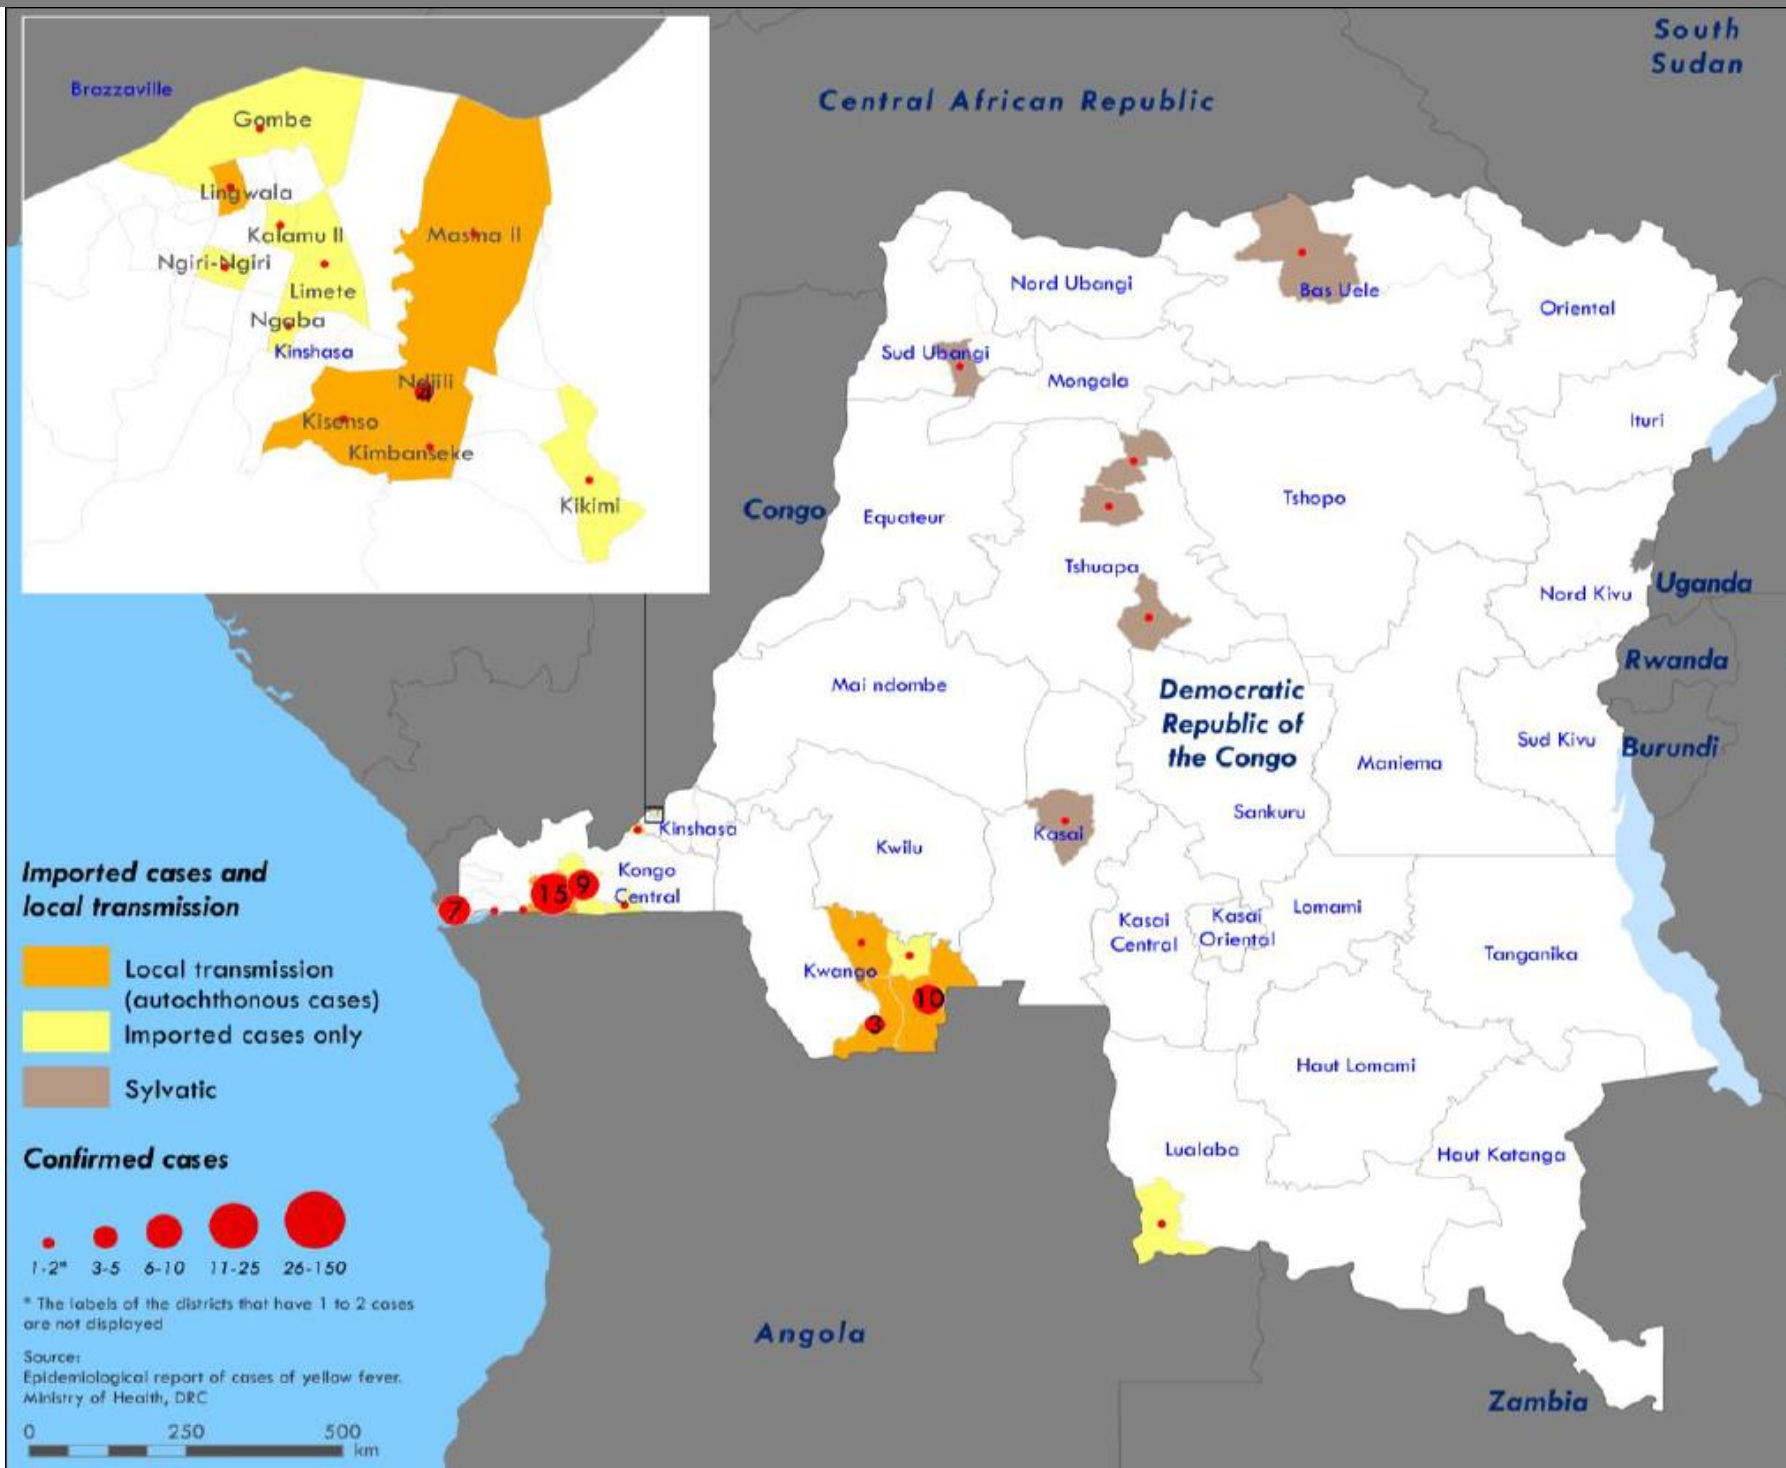 South
Sudan
Central African Republic
Brazzaville
Gombe
Lingwala
Kalamu II
Masina II
Ngiri-Ngiri
Limete
Ngaba
Kinshasa
Ndjili
4
Kisenso
Kimbanseke
Kikimi
Nord Ubangi
Bas Uele
Oriental
Sud Ubangi
Mongala
Ituri
Congo
Equateur
Tshopo
Tshuapa
Nord Kivu
Uganda
Rwanda
Mai ndombe
Democratic
Republic of
the Congo
Sud Kivu
Burundi
Maniema
Sankuru
Kinshasa
Kwilu
Kasai
Kongo
Central
7
15
9
Kasai
Central
Kasai
Oriental
Lomami
Tanganika
Kwango
10
3
Haut Lomami
Lualaba
Haut Katanga
Angola
Zambia
Imported cases and
local transmission
Local transmission
(autochthonous cases)
Imported cases only
Sylvatic
Confirmed cases
1-2* 3-5 6-10 11-25 26-150
* The labels of the districts that have 1 to 2 cases
are not displayed
Source:
Epidemiological report of cases of yellow fever.
Ministry of Health, DRC
0 250 500
km